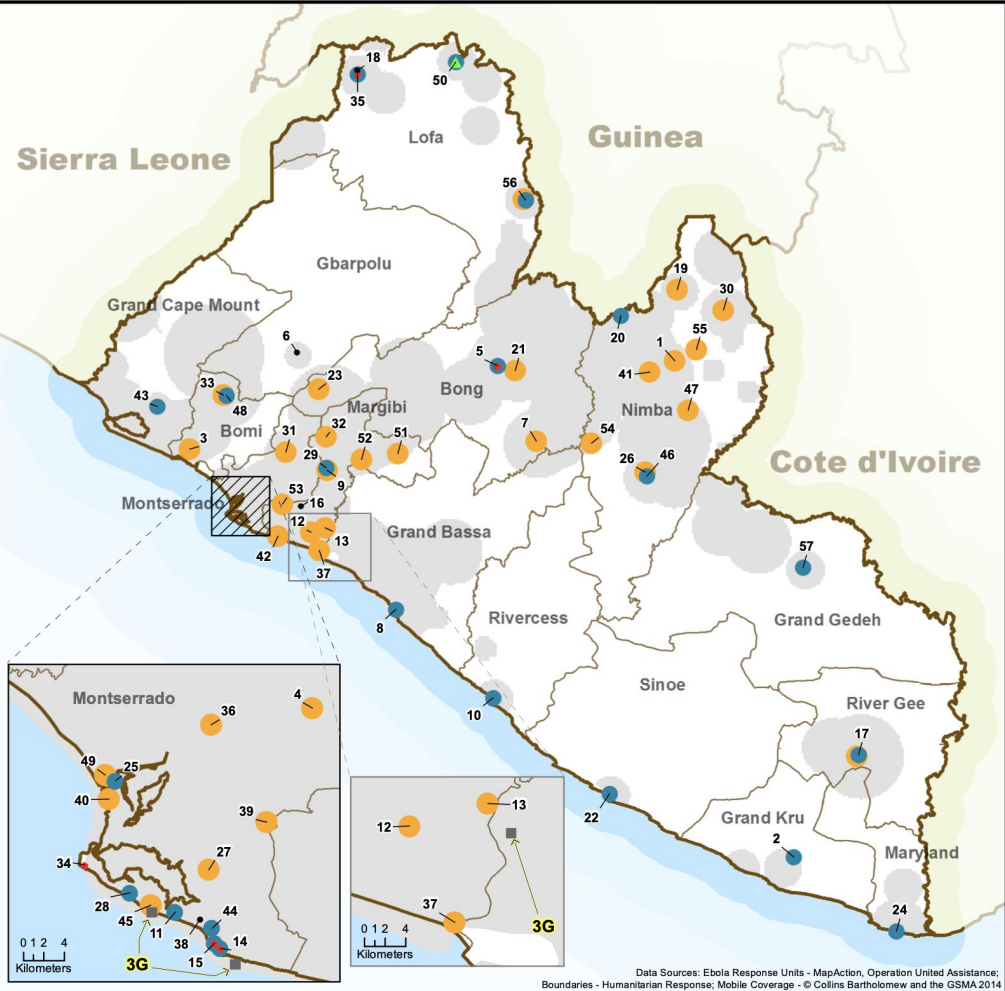 18
50
35
Lofa
Guinea
Sierra Leone
56
Gbarpolu
19
30
Grand Cape Mount
20
6
1
55
5
21
41
23
33
43
48
Bong
47
Margibi
Nimba
Bomi
3
31
32
52
51
7
54
29
9
26
46
Cote d'Ivoire
Montserrado
53
16
12
13
Grand Bassa
42
37
57
8
Rivercess
Grand Gedeh
Sinoe
10
River Gee
17
22
Grand Kru
2
Maryland
24
Montserrado
4
36
49
25
40
39
34
27
28
45
11
38
44
15
14
3G
0 1 2 4
Kilometers
13
12
37
3G
0 1 2 4
Kilometers
Data Sources: Ebola Response Units - MapAction, Operation United Assistance;
Boundaries - Humanitarian Response; Mobile Coverage - © Collins Bartholomew and the GSMA 2014